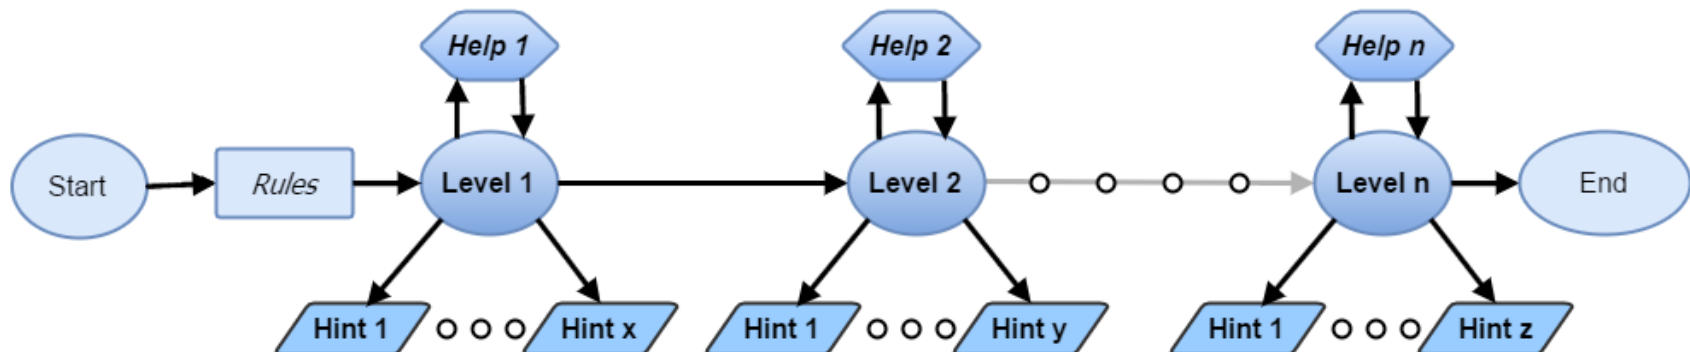 Help 1
Help 2
Help n
Start
Rules
Level 1
Level 2
Level n
End
Hint 1
Hint x
Hint 1
Hint y
Hint 1
Hint z